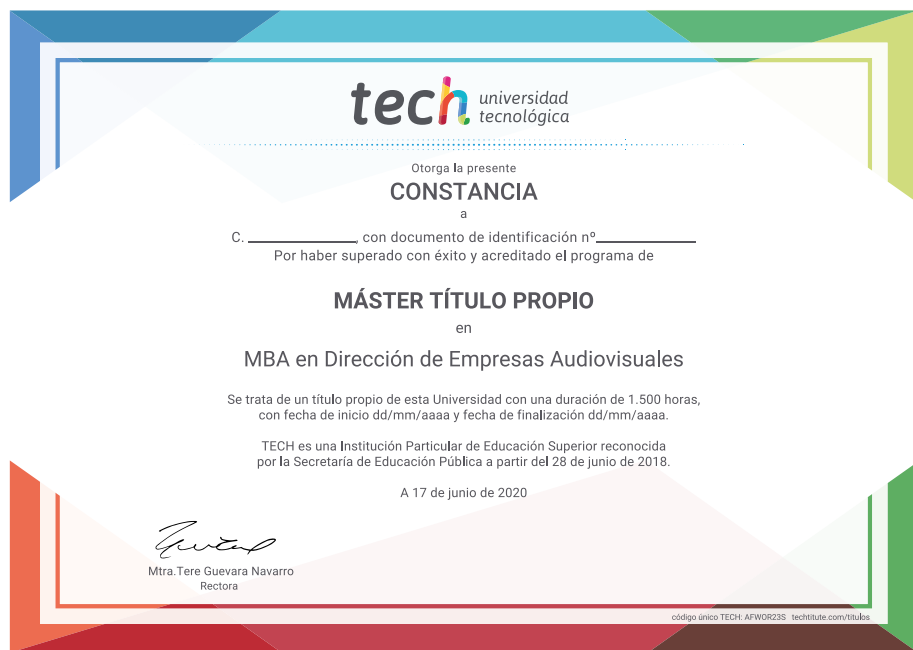 tech universidad
tecnológica
Otorga la presente
CONSTANCIA
a
C. ____________, con documento de identificación nº____________
Por haber superado con éxito y acreditado el programa de
MÁSTER TÍTULO PROPIO
en
MBA en Dirección de Empresas Audiovisuales
Se trata de un título propio de esta Universidad con una duración de 1.500 horas,
con fecha de inicio dd/mm/aaaa y fecha de finalización dd/mm/aaaa.
TECH es una Institución Particular de Educación Superior reconocida
por la Secretaría de Educación Pública a partir del 28 de junio de 2018.
A 17 de junio de 2020
Mtra.Tere Guevara Navarro
Rectora
código único TECH: AFWOR23S techtitute.com/titulos